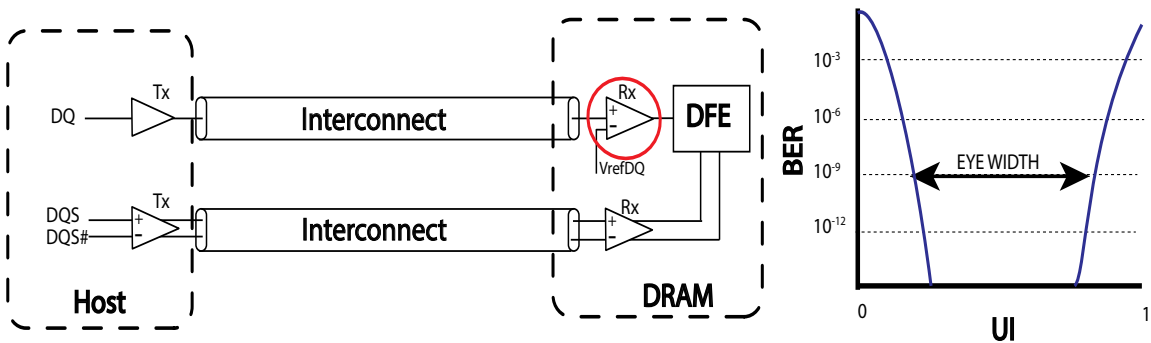 DQ
Tx
Interconnect
Rx
+
−
VrefDQ
DFE
DQS
DQS#
+
−
Tx
Interconnect
Rx
+
−
Host
DRAM
BER
10-3
10-6
10-9
10-12
EYE WIDTH
0
1
UI